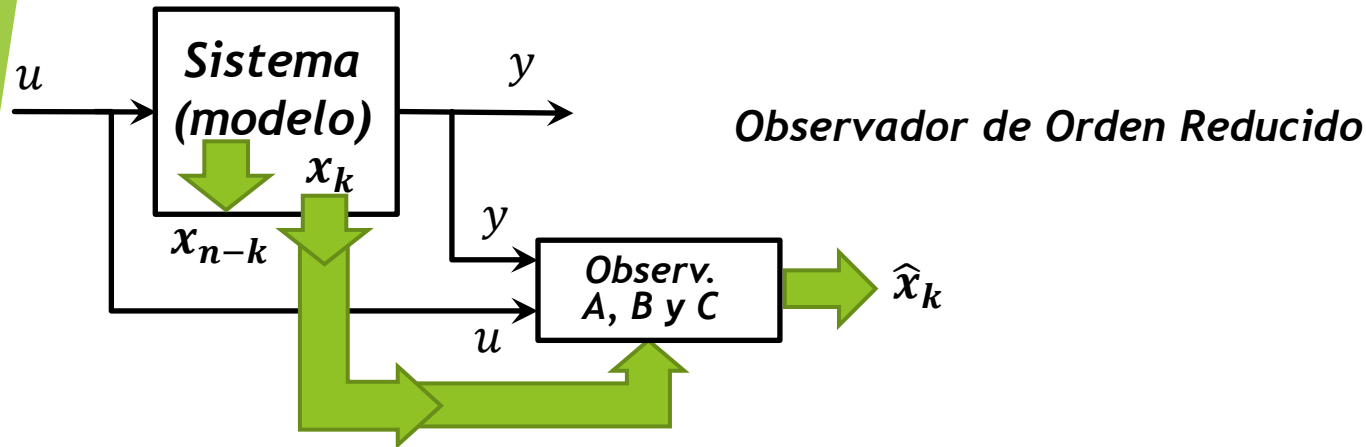 u
Sistema
(modelo)
y
Observador de Orden Reducido
x_k
x_{n-k}
y
Observ.
A, B y C
x̂_k
u